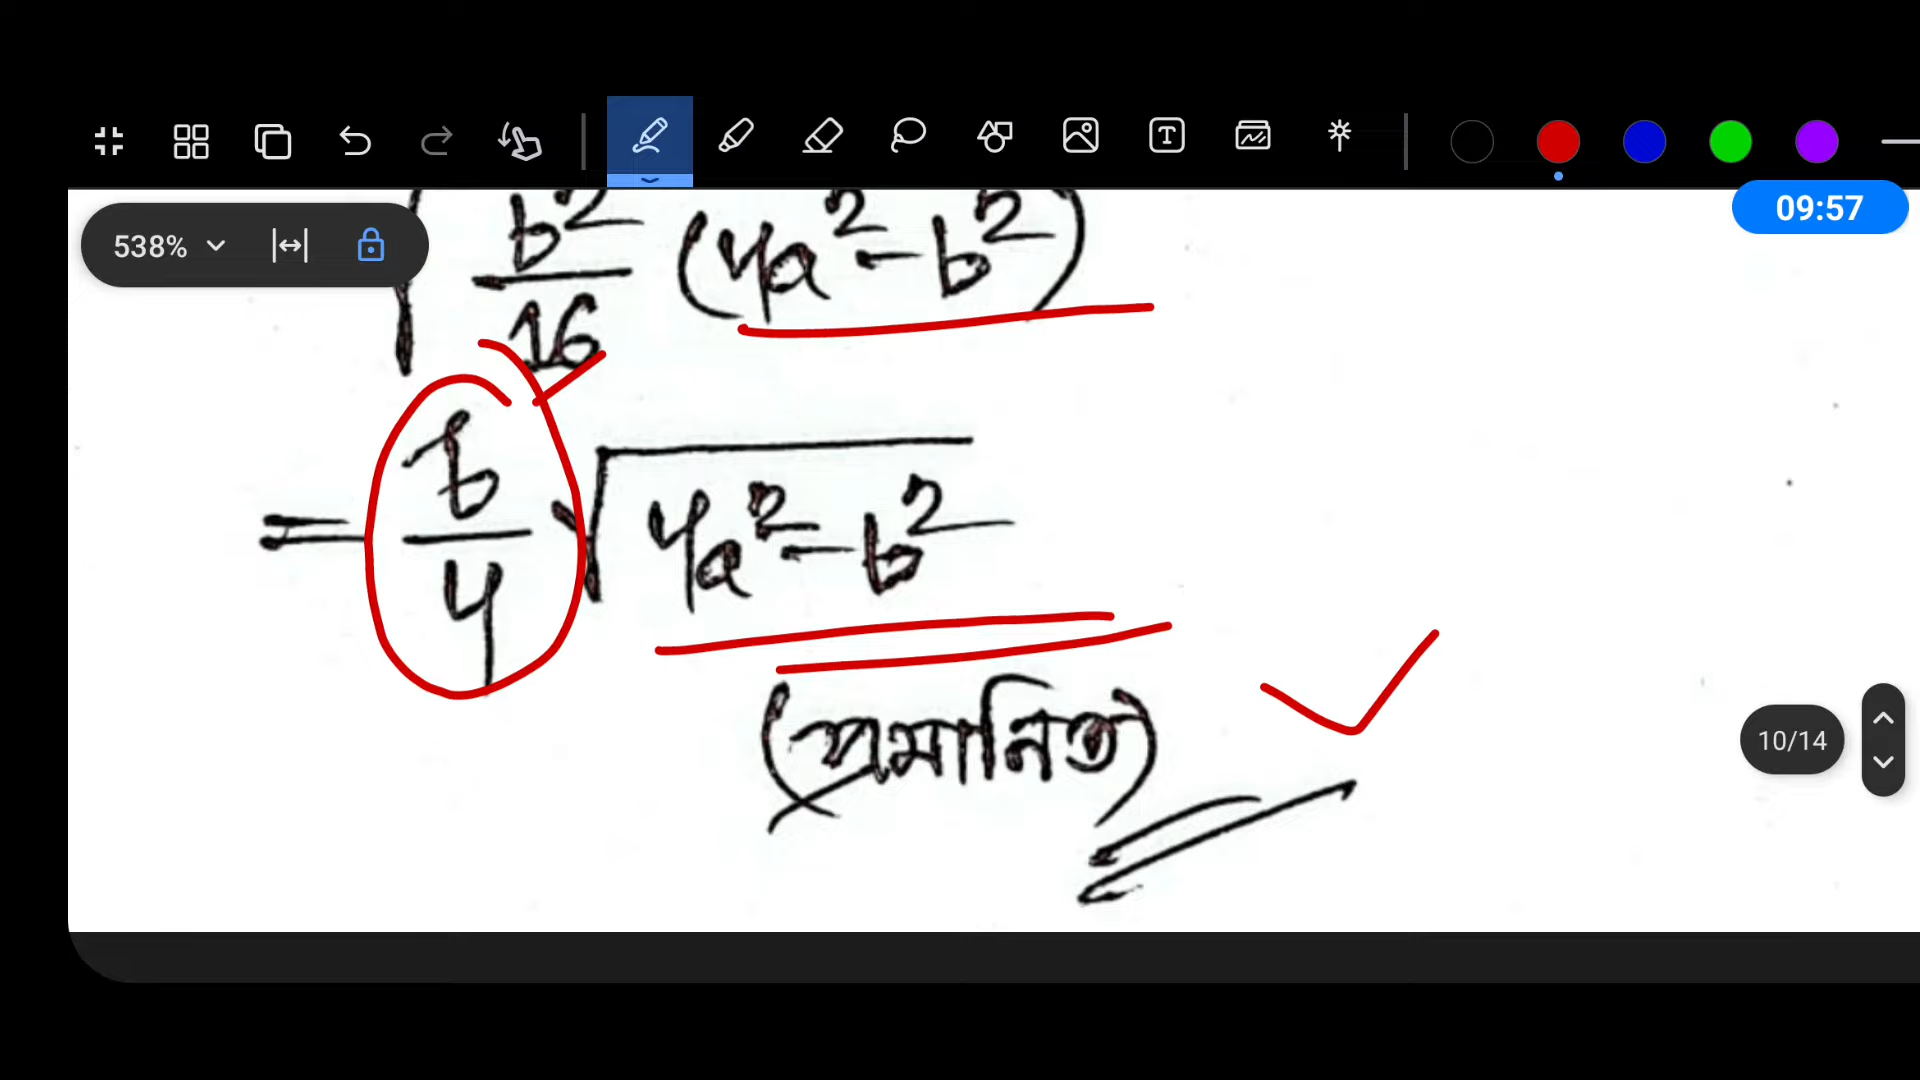 09:57
538%
√ b²/16 (4a² – b²)
= b/4 √4a² – b²
(প্রমানিত)
10/14